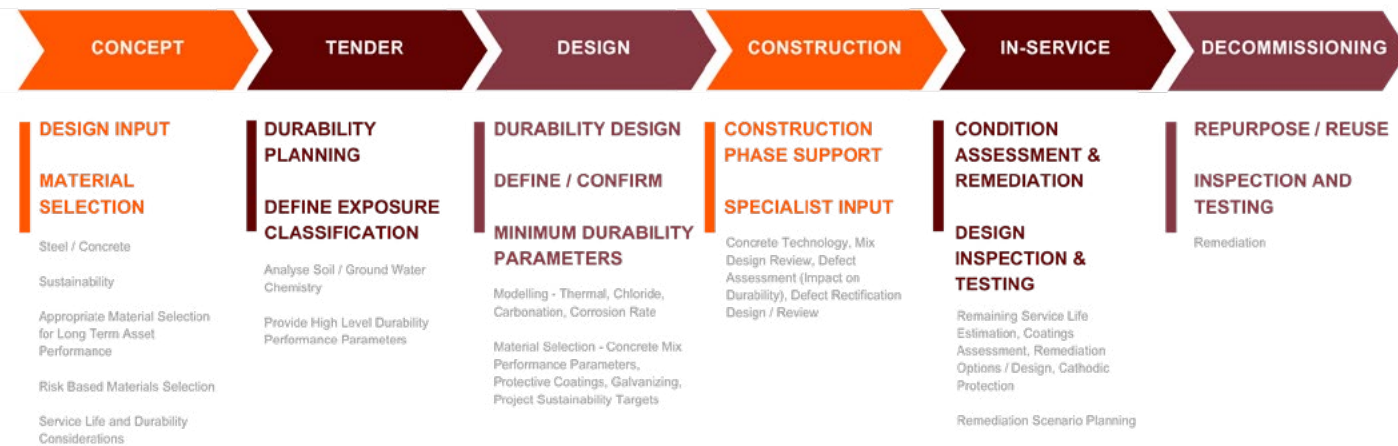 CONCEPT
TENDER
DESIGN
CONSTRUCTION
IN-SERVICE
DECOMMISSIONING
DESIGN INPUT
MATERIAL
SELECTION
Steel / Concrete
Sustainability
Appropriate Material Selection
for Long Term Asset
Performance
Risk Based Materials Selection
Service Life and Durability
Considerations
DURABILITY
PLANNING
DEFINE EXPOSURE
CLASSIFICATION
Analyse Soil / Ground Water
Chemistry
Provide High Level Durability
Performance Parameters
DURABILITY DESIGN
DEFINE / CONFIRM
MINIMUM DURABILITY
PARAMETERS
Modelling - Thermal, Chloride,
Carbonation, Corrosion Rate
Material Selection - Concrete Mix
Performance Parameters,
Protective Coatings, Galvanizing,
Project Sustainability Targets
CONSTRUCTION
PHASE SUPPORT
SPECIALIST INPUT
Concrete Technology, Mix
Design Review, Defect
Assessment (Impact on
Durability), Defect Rectification
Design / Review
CONDITION
ASSESSMENT &
REMEDIATION
DESIGN
INSPECTION &
TESTING
Remaining Service Life
Estimation, Coatings
Assessment, Remediation
Options / Design, Cathodic
Protection
Remediation Scenario Planning
REPURPOSE / REUSE
INSPECTION AND
TESTING
Remediation